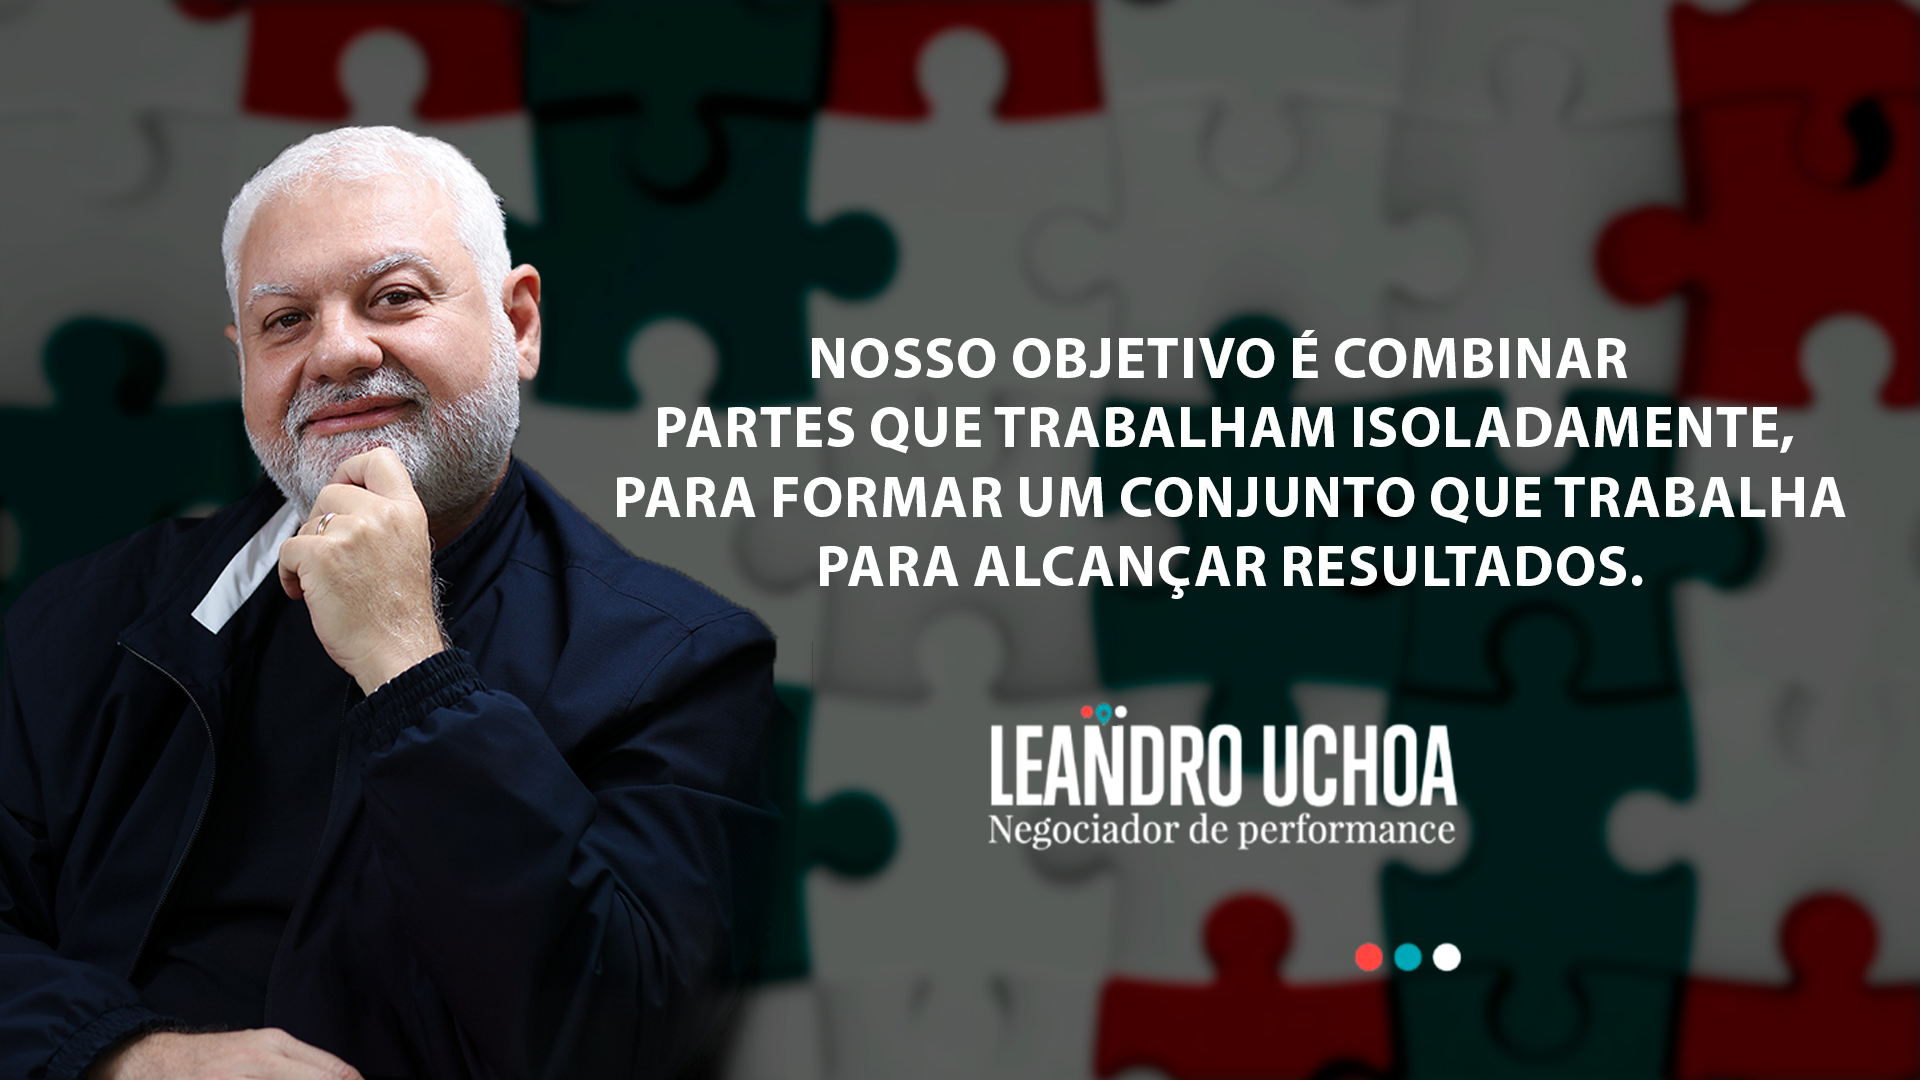 NOSSO OBJETIVO É COMBINAR
PARTES QUE TRABALHAM ISOLADAMENTE,
PARA FORMAR UM CONJUNTO QUE TRABALHA
PARA ALCANÇAR RESULTADOS.
LEANDRO UCHOA
Negociador de performance